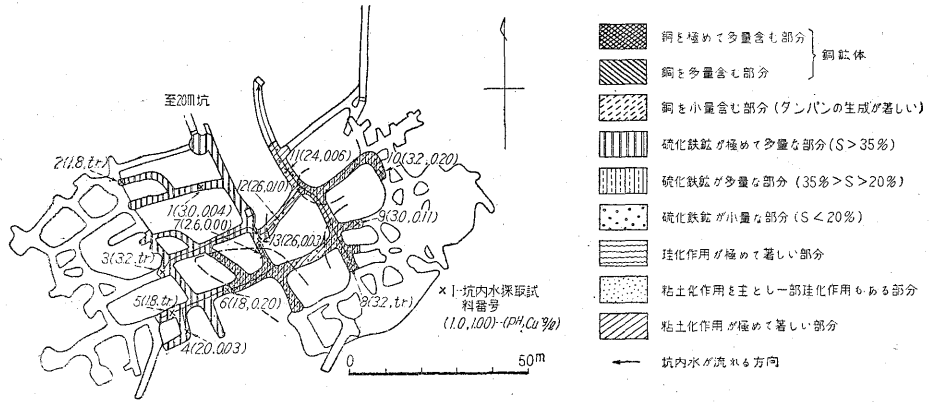 至20m坑
2(1.8, tr)
11(2.4, 0.06)
10(3.2, 0.20)
12(2.6, 0.10)
1(3.0, 0.04)
7(2.6, 0.00)
9(3.0, 0.11)
13(2.6, 0.03)
3(3.2, tr)
5(1.8, tr)
6(1.8, 0.20)
8(3.2, tr)
4(2.0, 0.03)
×1…坑内水採取試
料番号
(1.0, 1.00)…(PH, Cu g/l)
0 50m
銅を極めて多量含む部分
銅鉱体
銅を多量含む部分
銅を小量含む部分(タンパンの生成が著しい)
硫化鉄鉱が極めて多量な部分(S>35%)
硫化鉄鉱が多量な部分 (35%>S>20%)
硫化鉄鉱が小量な部分 (S<20%)
珪化作用が極めて著しい部分
粘土化作用を主とし一部珪化作用もある部分
粘土化作用が極めて著しい部分
坑内水が流れる方向